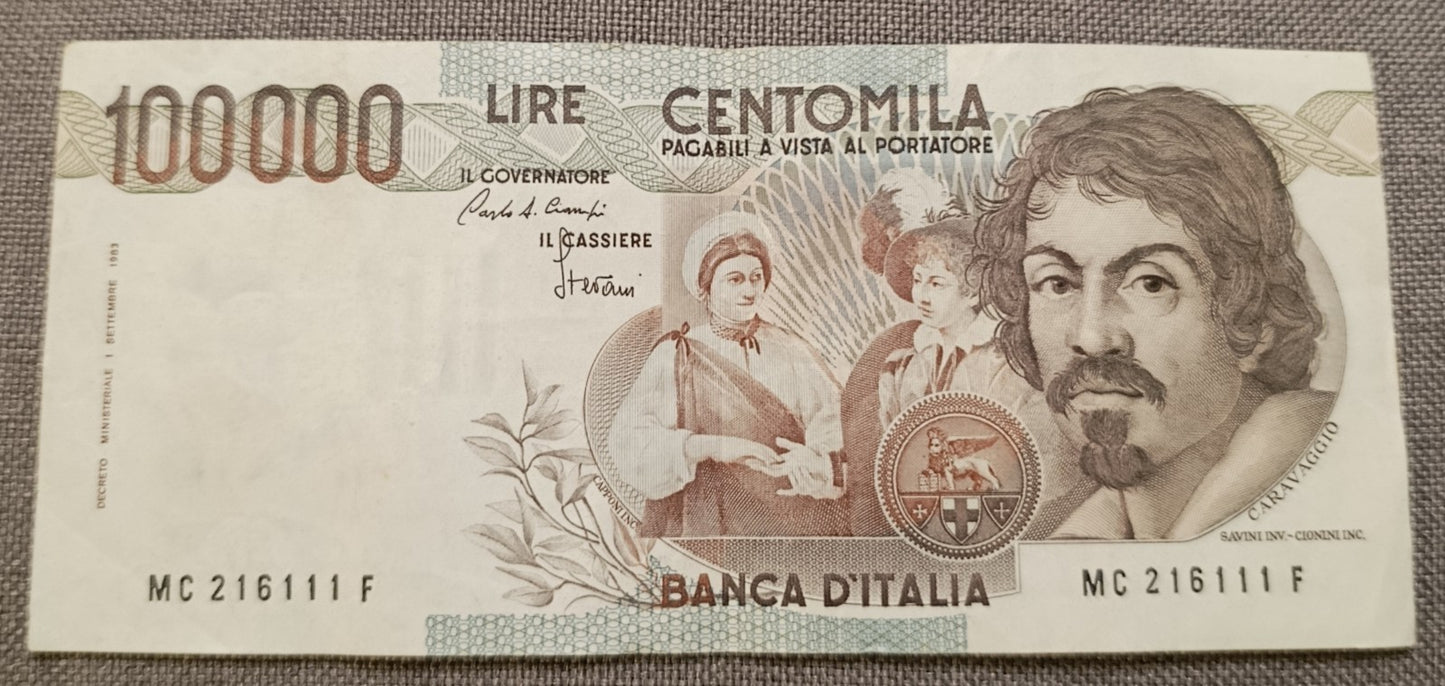 100000
LIRE
CENTOMILA
PAGABILI A VISTA AL PORTATORE
IL GOVERNATORE
Carlo A. Ciampi
IL CASSIERE
Stevani
DECRETO MINISTERIALE 1 SETTEMBRE 1983
CAPPONI INC.
CARAVAGGIO
SAVINI INV.-CIONINI INC.
MC 216111 F
BANCA D'ITALIA
MC 216111 F